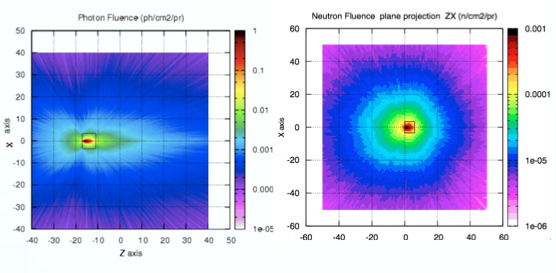 Photon Fluence (ph/cm2/pr)
50
40
30
20
10
0
-10
-20
-30
-40
X axis
-40 -30 -20 -10 0 10 20 30 40 50
Z axis
1
0.1
0.01
0.001
0.000
1e-05
Neutron Fluence plane projection ZX (n/cm2/pr)
60
40
20
0
-20
-40
-60
X axis
-60 -40 -20 0 20 40 60
0.001
0.0001
1e-05
1e-06